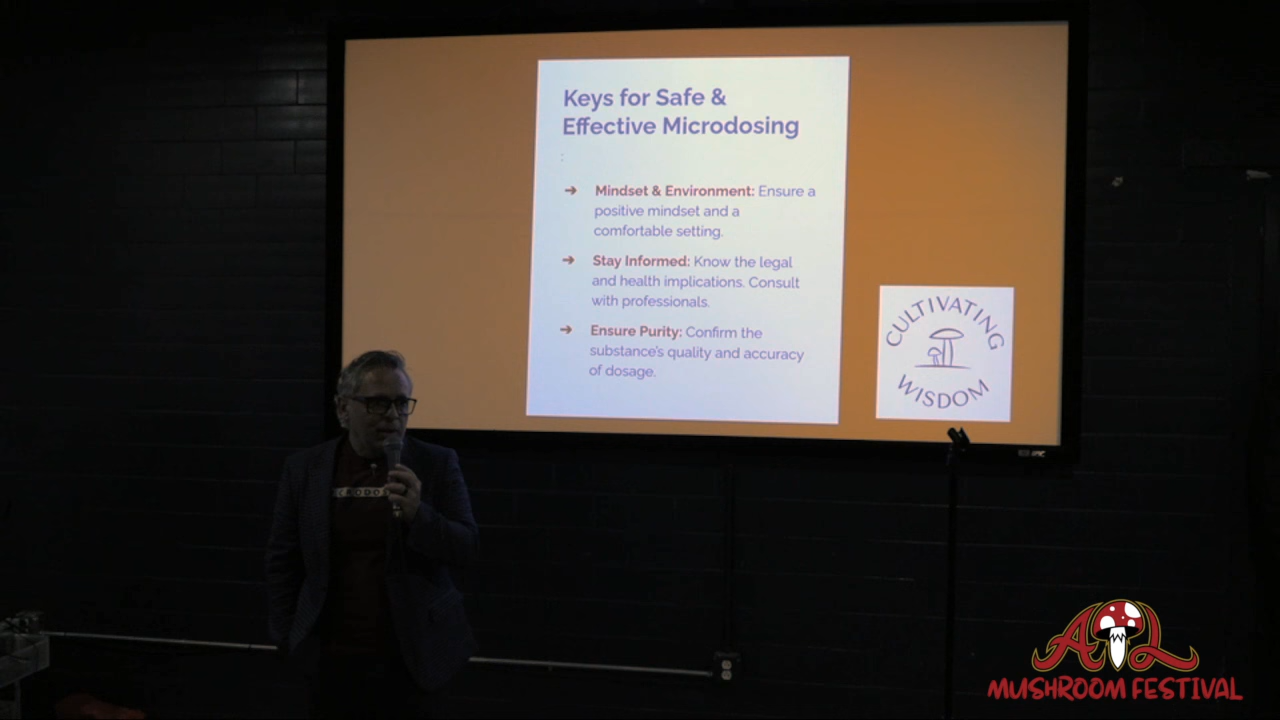 Keys for Safe &
Effective Microdosing
:
➔ Mindset & Environment: Ensure a
positive mindset and a
comfortable setting.
➔ Stay Informed: Know the legal
and health implications. Consult
with professionals.
➔ Ensure Purity: Confirm the
substance's quality and accuracy
of dosage.
CULTIVATING
WISDOM
ATL
MUSHROOM FESTIVAL